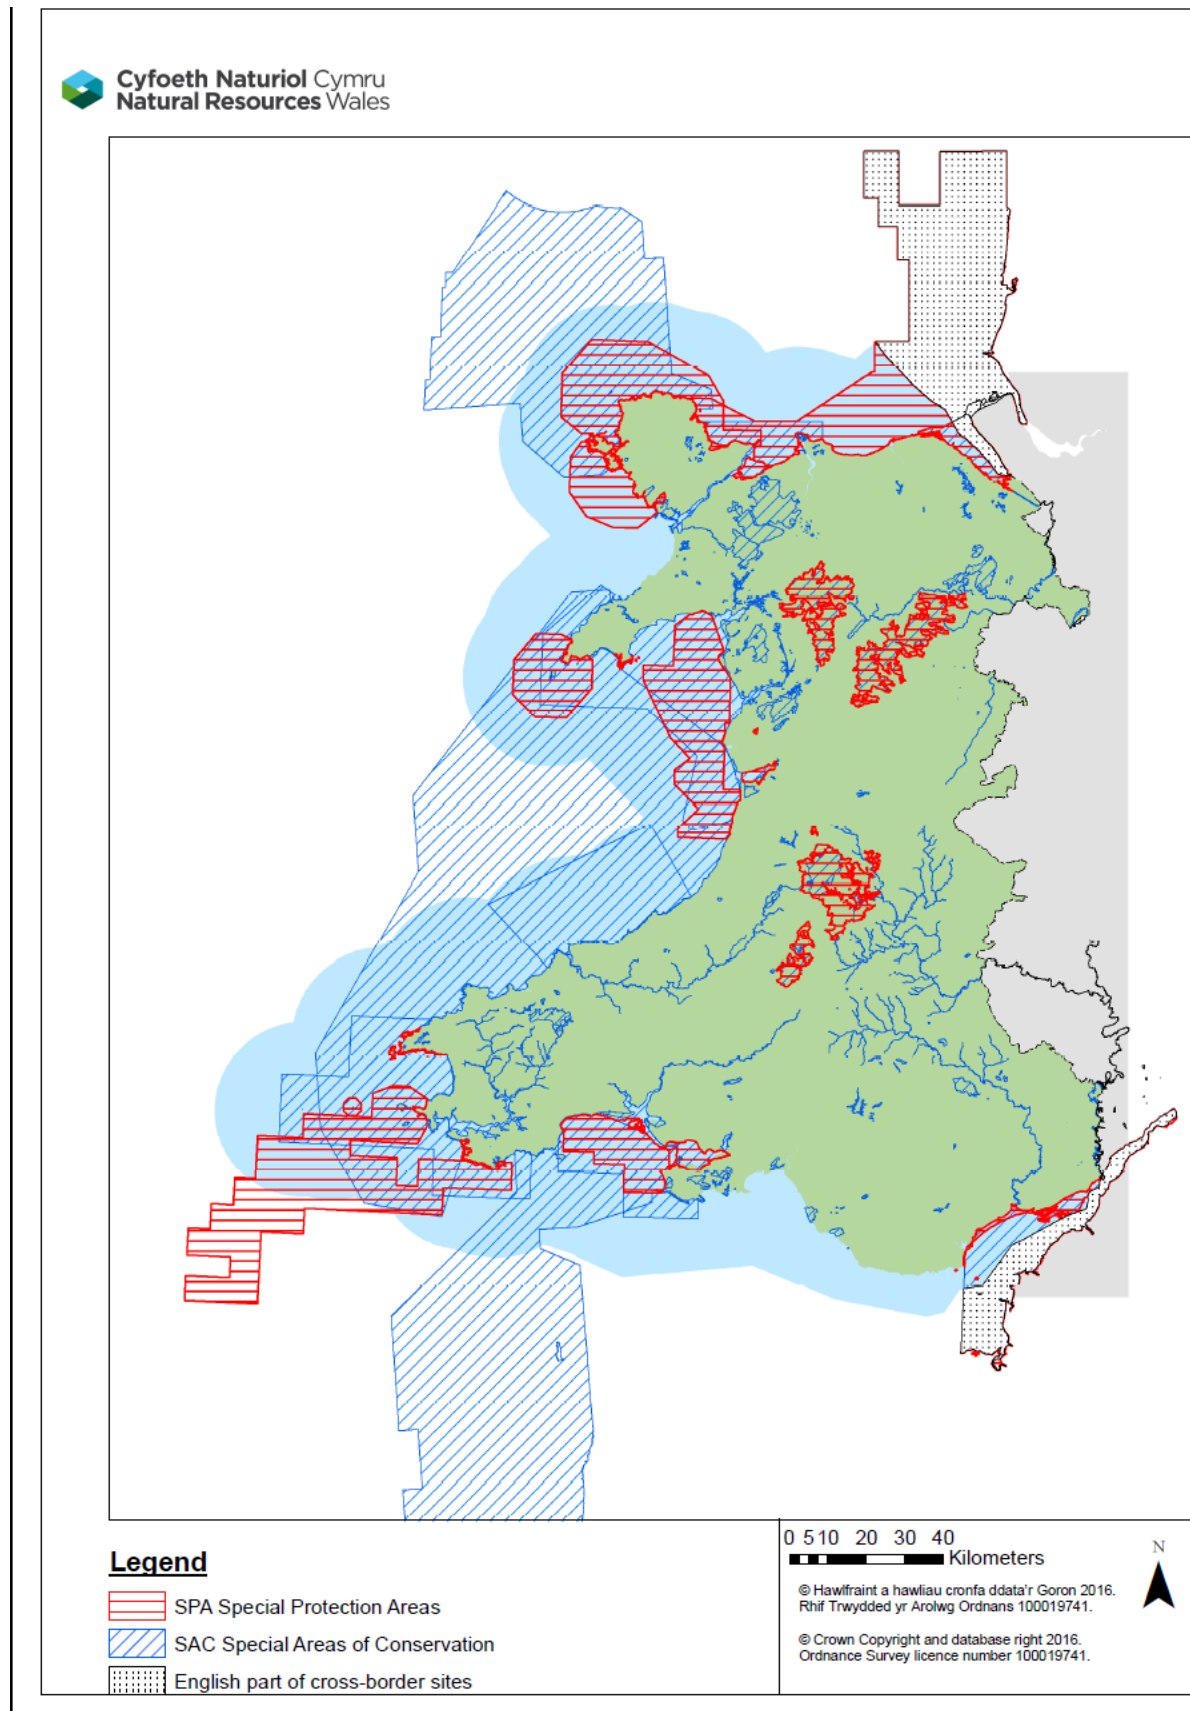 Cyfoeth Naturiol Cymru
Natural Resources Wales
Legend
SPA Special Protection Areas
SAC Special Areas of Conservation
English part of cross-border sites
0 5 10 20 30 40
Kilometers
N
© Hawlfraint a hawliau cronfa ddata'r Goron 2016.
Rhif Trwydded yr Arolwg Ordnans 100019741.
© Crown Copyright and database right 2016.
Ordnance Survey licence number 100019741.